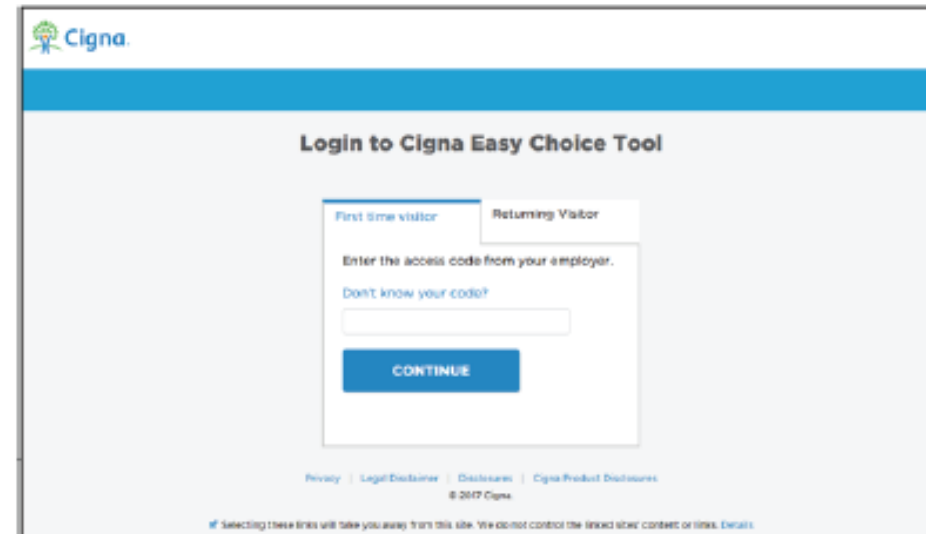 Cigna.
Login to Cigna Easy Choice Tool
First time visitor
Returning Visitor
Enter the access code from your employer.
Don't know your code?
CONTINUE
Privacy | Legal Disclaimer | Disclosures | Cigna Product Disclosures
© 2017 Cigna
Selecting these links will take you away from this site. We do not control the linked sites' content or links. Details